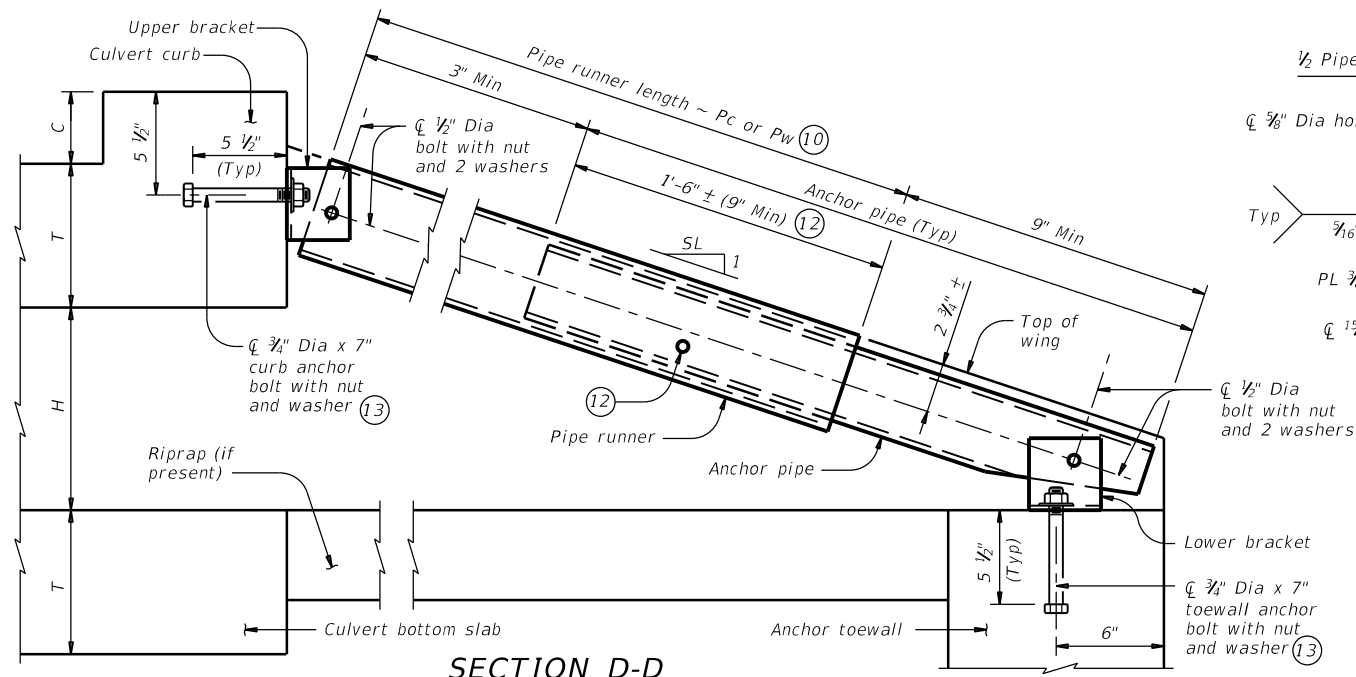 Upper bracket
Culvert curb
C
5 ½"
5 ½"
(Typ)
T
H
T
Pipe runner length ~ Pc or Pw 10
3" Min
℄ ½" Dia
bolt with nut
and 2 washers
1'-6" ± (9" Min) 12
Anchor pipe (Typ)
9" Min
SL
1
2 ¾" ±
Top of
wing
℄ ¾" Dia x 7"
curb anchor
bolt with nut
and washer 13
12
Pipe runner
Anchor pipe
Riprap (if
present)
℄ ½" Dia
bolt with nut
and 2 washers
5 ½"
(Typ)
Lower bracket
℄ ¾" Dia x 7"
toewall anchor
bolt with nut
and washer 13
6"
Culvert bottom slab
Anchor toewall
SECTION D-D
½ Pipe
℄ ⅝" Dia ho
Typ
5/16"
PL
℄ 15